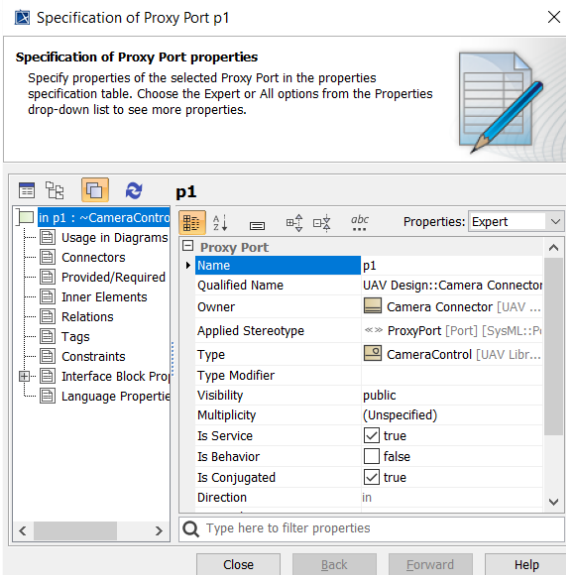 Specification of Proxy Port p1
Specification of Proxy Port properties
Specify properties of the selected Proxy Port in the properties
specification table. Choose the Expert or All options from the Properties
drop-down list to see more properties.
p1
in p1 : ~CameraContro
Usage in Diagrams
Connectors
Provided/Required
Inner Elements
Relations
Tags
Constraints
Interface Block Prop
Language Propertie
abc
Properties: Expert
Proxy Port
Name p1
Qualified Name UAV Design::Camera Connector
Owner Camera Connector [UAV ...
Applied Stereotype «» ProxyPort [Port] [SysML::P
Type CameraControl [UAV Libr...
Type Modifier
Visibility public
Multiplicity (Unspecified)
Is Service true
Is Behavior false
Is Conjugated true
Direction in
Type here to filter properties
Close Back Forward Help